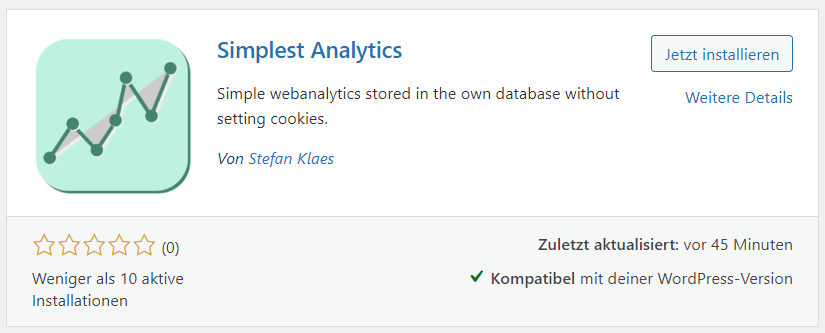 Simplest Analytics
Jetzt installieren
Simple webanalytics stored in the own database without
setting cookies.
Weitere Details
Von Stefan Klaes
(0)
Zuletzt aktualisiert: vor 45 Minuten
Weniger als 10 aktive
Installationen
Kompatibel mit deiner WordPress-Version